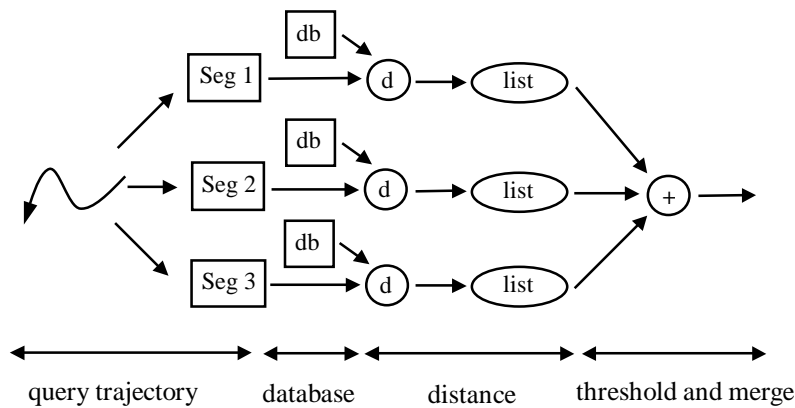 db
Seg 1
d
list
db
Seg 2
d
list
+
db
Seg 3
d
list
query trajectory
database
distance
threshold and merge